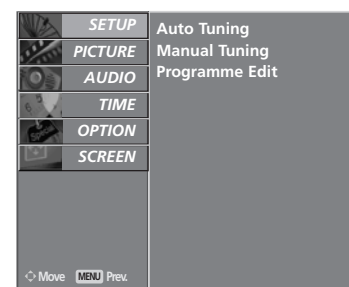 SETUP
PICTURE
AUDIO
TIME
OPTION
SCREEN
Auto Tuning
Manual Tuning
Programme Edit
Move MENU Prev.